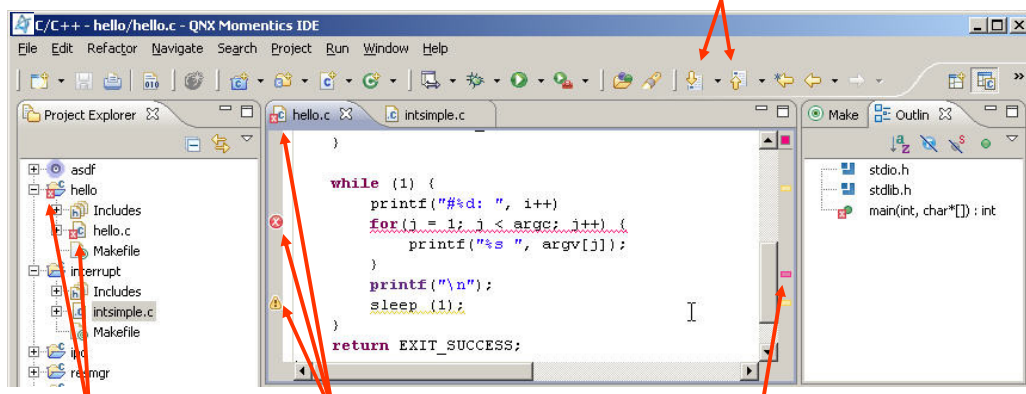 C/C++ - hello/hello.c - QNX Momentics IDE
File Edit Refactor Navigate Search Project Run Window Help
Project Explorer
asdf
hello
Includes
hello.c
Makefile
interrupt
Includes
intsimple.c
Makefile
ipc
resmgr
hello.c
intsimple.c
}
while (1) {
printf("#%d: ", i++)
for(j = 1; j < argc; j++) {
printf("%s ", argv[j]);
}
printf("\n");
sleep (1);
}
return EXIT_SUCCESS;
Make
Outlin
stdio.h
stdlib.h
main(int, char*[]) : int